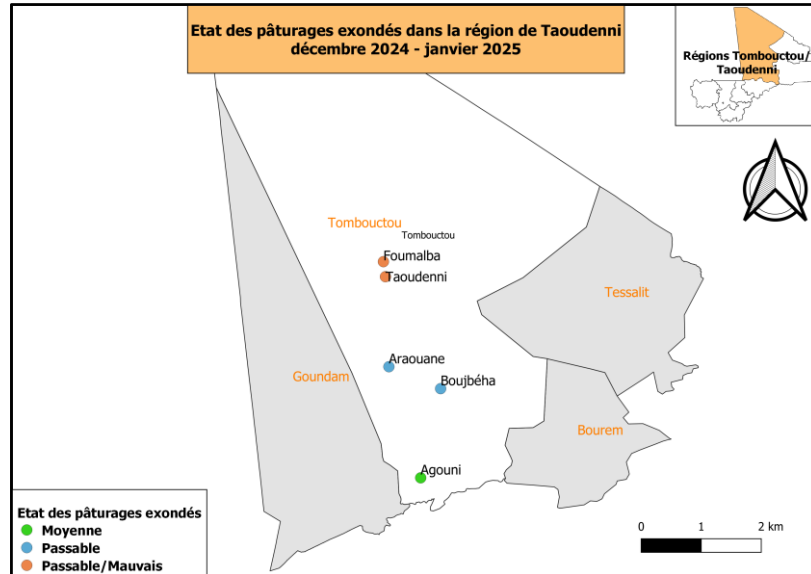 Etat des pâturages exondés dans la région de Taoudenni
décembre 2024 - janvier 2025
Régions Tombouctou/
Taoudenni
Tombouctou
Tombouctou
Foumalba
Taoudenni
Tessalit
Araouane
Goundam
Boujbéha
Bourem
Agouni
Etat des pâturages exondés
Moyenne
Passable
Passable/Mauvais
0 1 2 km